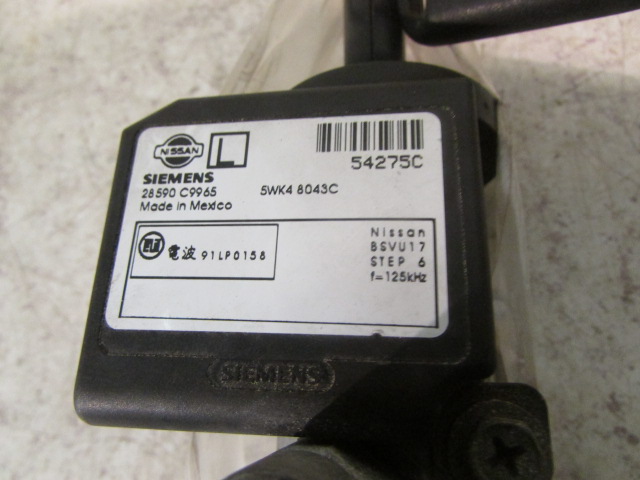 NISSAN
L
54275C
SIEMENS
28590 C9965 5WK4 8043C
Made in Mexico
電波 91LP0158
Nissan
BSVU17
STEP 6
f=125kHz
SIEMENS